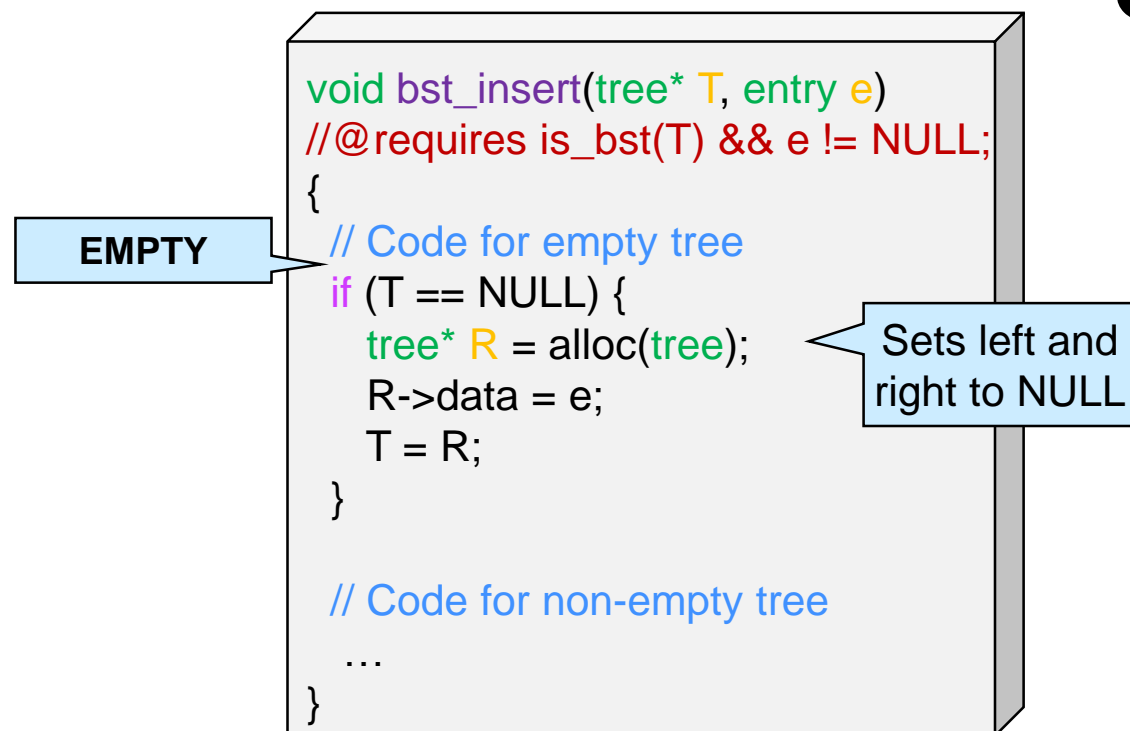 void bst_insert(tree* T, entry e)
//@requires is_bst(T) && e != NULL;
{
EMPTY
// Code for empty tree
if (T == NULL) {
tree* R = alloc(tree);
Sets left and
right to NULL
R->data = e;
T = R;
}
// Code for non-empty tree
…
}